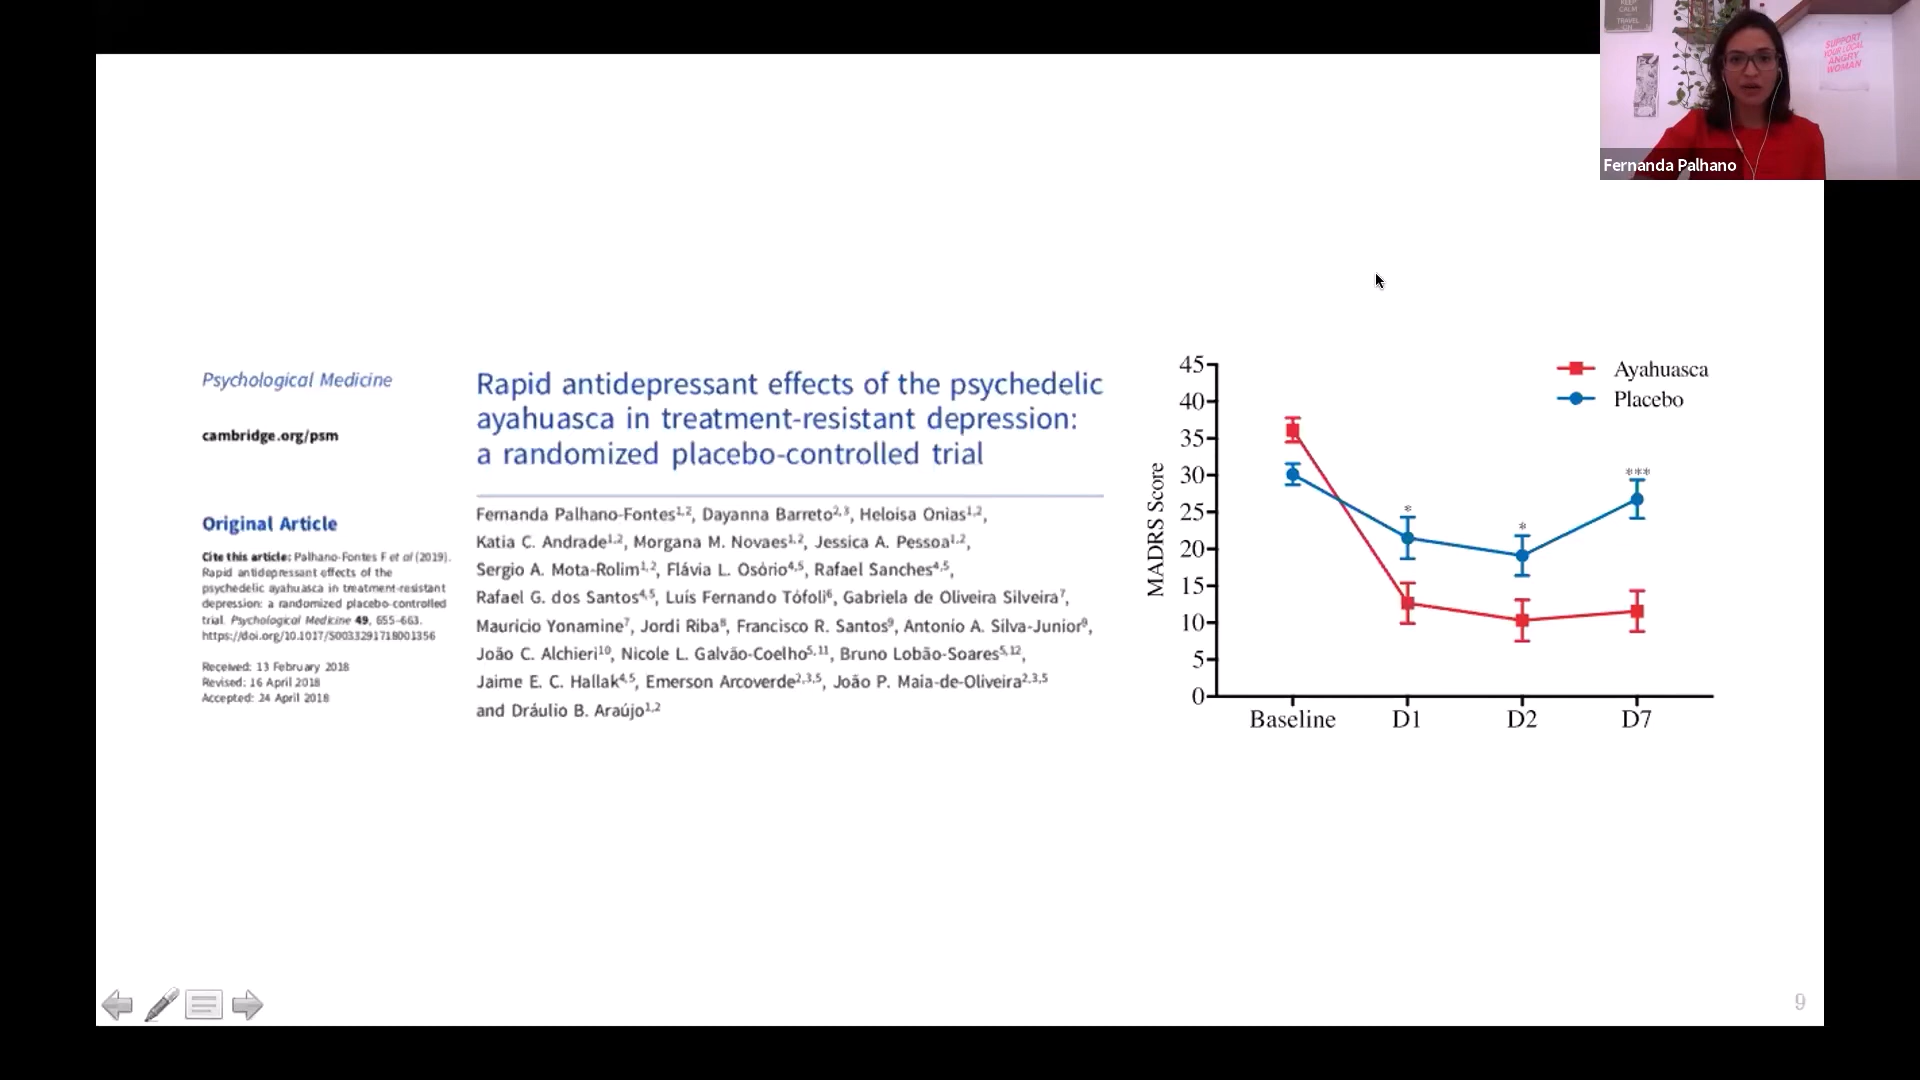 KEEP
CALM
TRAVEL
SUPPORT
YOUR LOCAL
ANGRY
WOMAN
Fernanda Palhano
Psychological Medicine
cambridge.org/psm
Original Article
Cite this article: Palhano-Fontes F et al (2019).
Rapid antidepressant effects of the
psychedelic ayahuasca in treatment-resistant
depression: a randomized placebo-controlled
trial. Psychological Medicine 49, 655–663.
https://doi.org/10.1017/S0033291718001356
Received: 13 February 2018
Revised: 16 April 2018
Accepted: 24 April 2018
Rapid antidepressant effects of the psychedelic
ayahuasca in treatment-resistant depression:
a randomized placebo-controlled trial
Fernanda Palhano-Fontes1,2, Dayanna Barreto2,3, Heloisa Onias1,2,
Katia C. Andrade1,2, Morgana M. Novaes1,2, Jessica A. Pessoa1,2,
Sergio A. Mota-Rolim1,2, Flávia L. Osório4,5, Rafael Sanches4,5,
Rafael G. dos Santos4,5, Luís Fernando Tófoli6, Gabriela de Oliveira Silveira7,
Mauricio Yonamine7, Jordi Riba8, Francisco R. Santos9, Antonio A. Silva-Junior9,
João C. Alchieri10, Nicole L. Galvão-Coelho5,11, Bruno Lobão-Soares5,12,
Jaime E. C. Hallak4,5, Emerson Arcoverde2,3,5, João P. Maia-de-Oliveira2,3,5
and Dráulio B. Araújo1,2
MADRS Score
45
40
35
30
25
20
15
10
5
0
Ayahuasca
Placebo
*
*
***
Baseline D1 D2 D7
9